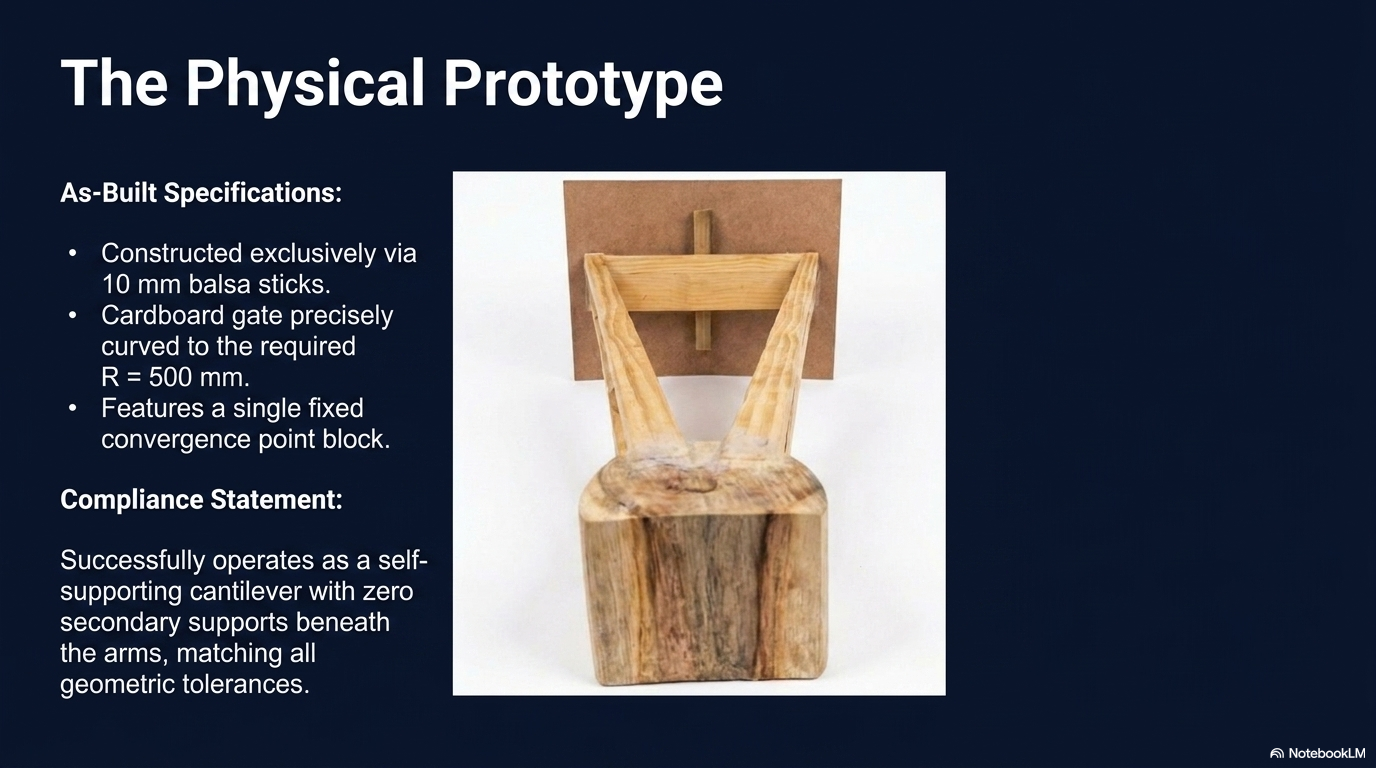 The Physical Prototype
As-Built Specifications:
• Constructed exclusively via
10 mm balsa sticks.
• Cardboard gate precisely
curved to the required
R = 500 mm.
• Features a single fixed
convergence point block.
Compliance Statement:
Successfully operates as a self-
supporting cantilever with zero
secondary supports beneath
the arms, matching all
geometric tolerances.
NotebookLM